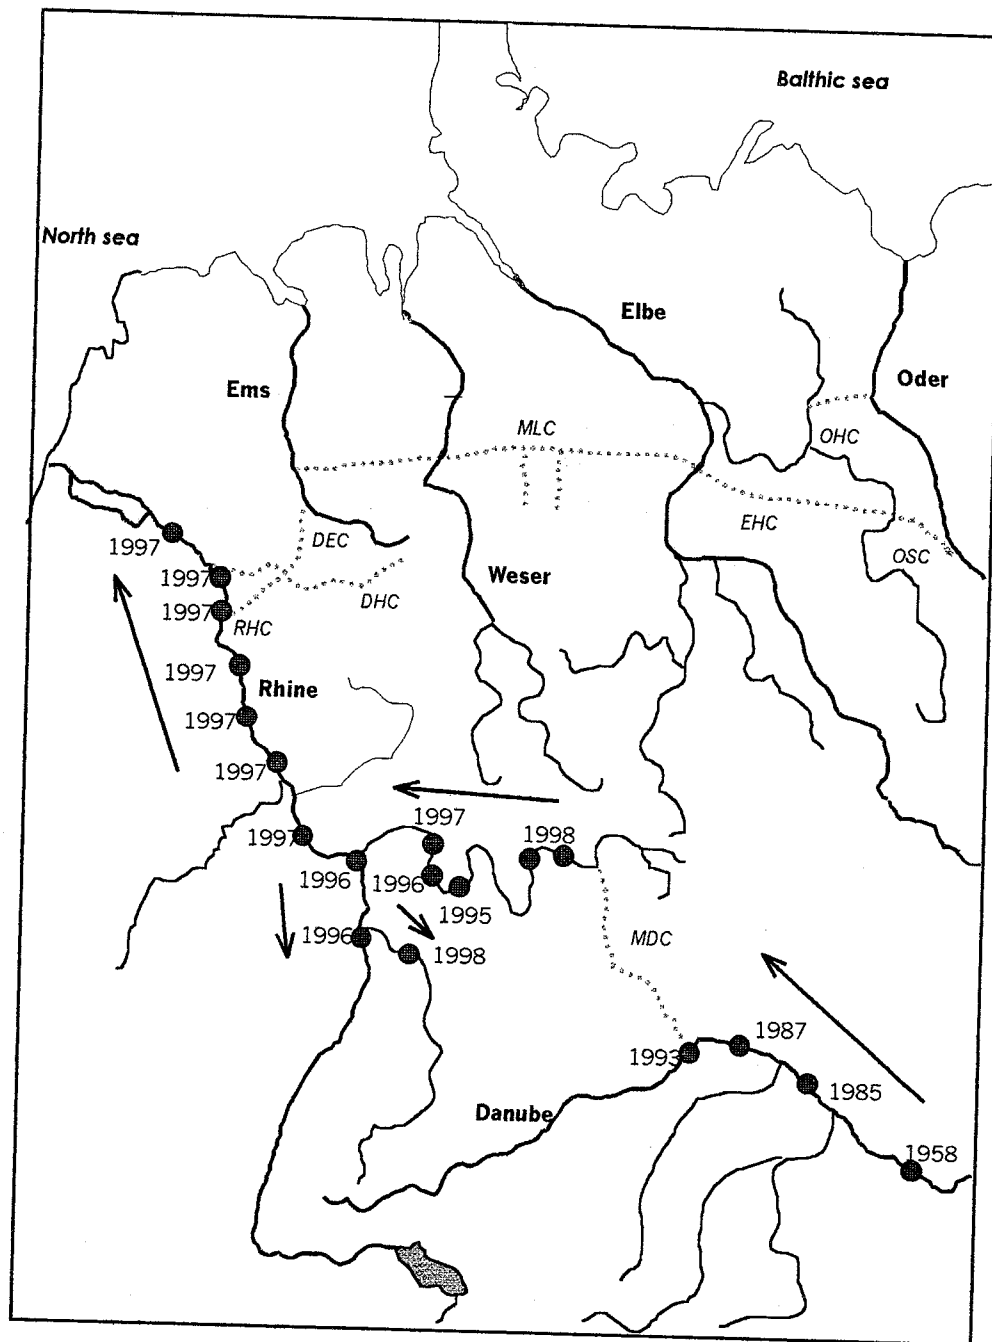 Balthic sea
North sea
Elbe
Ems
Oder
MLC
OHC
EHC
DEC
1997
OSC
1997
Weser
DHC
1997
RHC
1997
Rhine
1997
1997
1997
1998
1997
1996
1996
1995
1996
1998
MDC
1987
1993
1985
Danube
1958